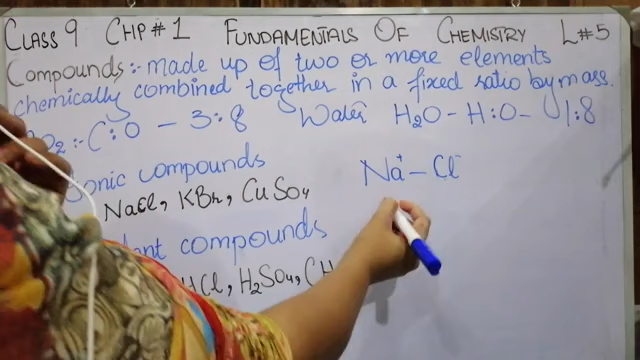 CLASS 9 CHP # 1 FUNDAMENTALS OF CHEMISTRY L#5
Compounds:- made up of two or more elements
chemically combined together in a fixed ratio by mass.
O₂:- C:O - 3:8 Water H₂O - H:O - 1:8
onic compounds
NaCl, KBr, CuSO₄
Na⁺ - Cl⁻
ent compounds
HCl, H₂SO₄, CH